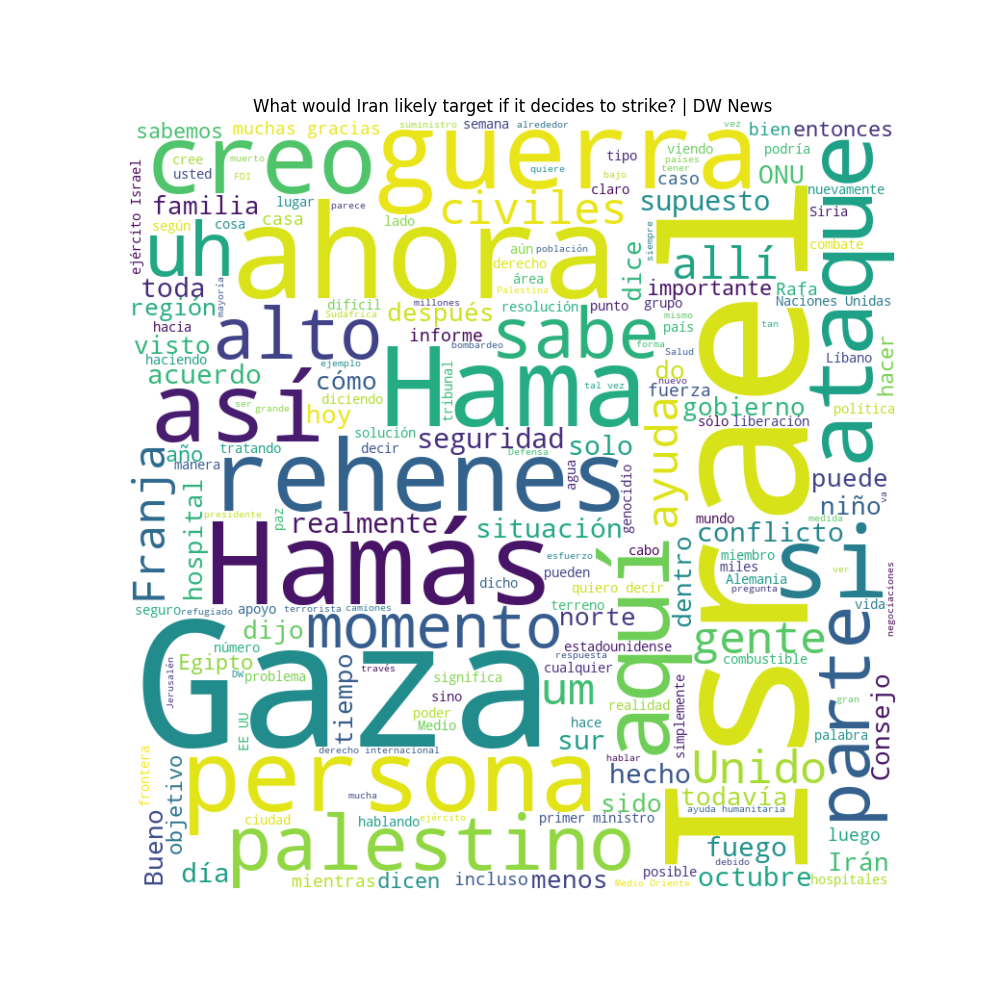 What would Iran likely target if it decides to strike? | DW News
sabemos muchas gracias suministro semana alrededor vez bien entonces
creo guerra
cree muerto usted FDI quiere tipo viendo países tener podría
bajo claro caso ONU nuevamente
ejército Israel familia lugar parece civiles supuesto Siria
según cosa casa lado combate
uh ahora aún población derecho dice siempre allí ataque
toda mayoría área Palestina importante Rafa
región difícil Sudáfrica millones después resolución punto grupo Naciones Unidas
hacia alto informe sabe mismo país forma tan
visto haciendo ejemplo bombardeo Salud Líbano hacer
acuerdo cómo Hama tal vez do nuevo
así ser grande diciendo hoy tribunal fuerza gobierno política
solución seguridad solo ayuda sólo liberación
Franja año tratando decir Defensa
manera rehenes agua genocidio puede
hospital presidente paz realmente situación mundo niño va
Hamás esfuerzo cabo conflicto medida
dicho pueden quiero decir dentro miembro miles ver
Alemania pregunta si
seguro refugiado apoyo terrorista camiones terreno vida negociaciones
dijo momento norte aquí gente parte
número estadounidense respuesta
Egipto DW problema través cualquier combustible
Jerusalén Gaza tiempo significa sino um realidad simplemente gran
poder Medio hace palabra Consejo
EE UU derecho internacional sur hablar
frontera persona mucha hecho Unido
objetivo sido todavía
ciudad hablando ejército primer ministro ayuda humanitaria
Bueno palestino fuego luego
debido Irán
día mientras dicen incluso menos posible octubre hospitales
Medio Oriente
Israel